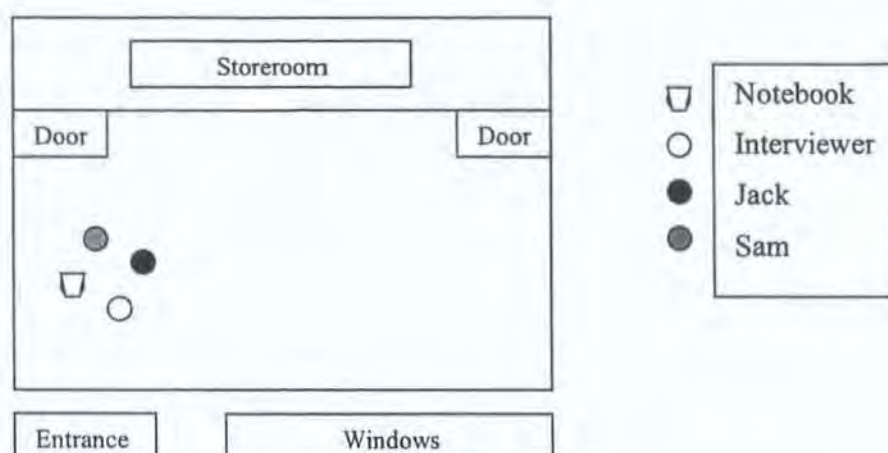 Storeroom
Door
Door
Notebook
Interviewer
Jack
Sam
Entrance
Windows